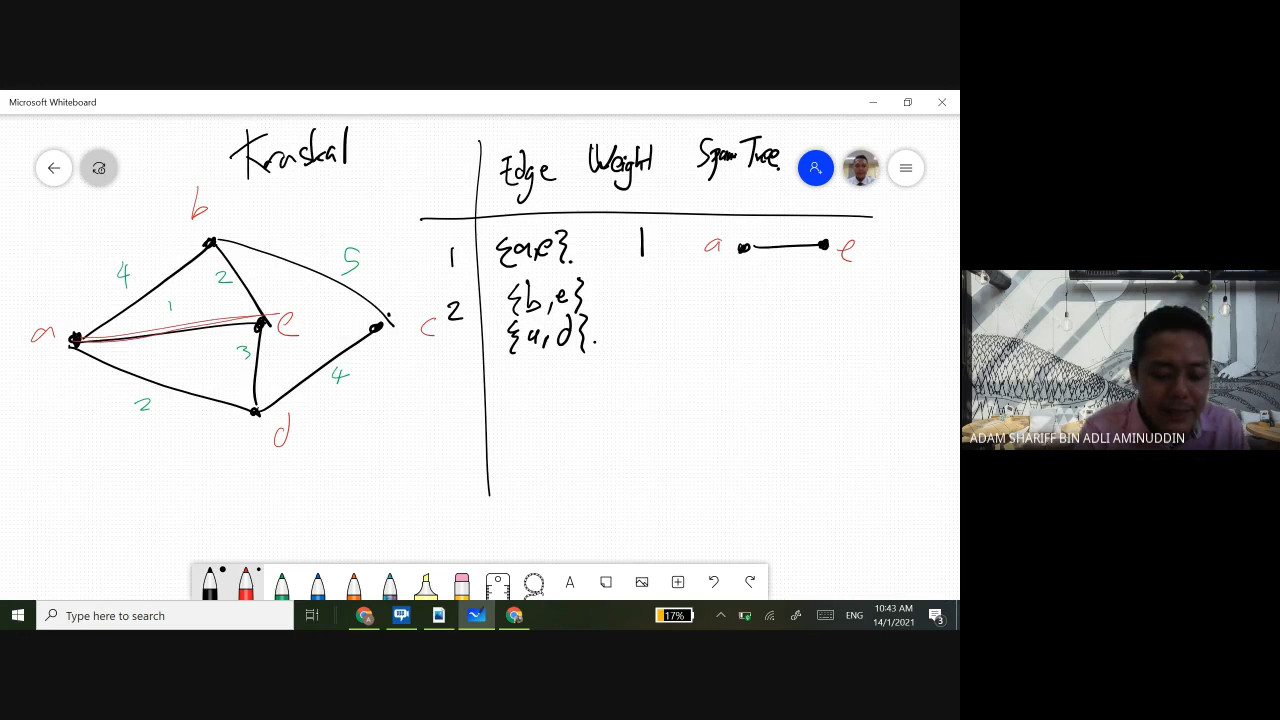 Microsoft Whiteboard
Kruskal
Edge Weight Span Tree
b
4
2
5
1
a
e
c
3
4
2
d
1 {a,e}. 1 a e
2 {b,e}
{a,d}.
ADAM SHARIFF BIN ADLI AMINUDDIN
A
Type here to search
17%
ENG
10:43 AM
14/1/2021
3